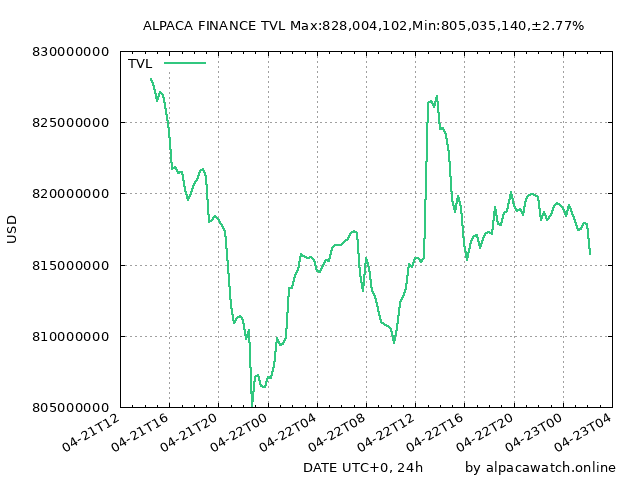 ALPACA FINANCE TVL Max:828,004,102,Min:805,035,140,±2.77%
830000000
TVL
825000000
820000000
USD
815000000
810000000
805000000
04-21T12
04-21T16
04-21T20
04-22T00
04-22T04
04-22T08
04-22T12
04-22T16
04-22T20
04-23T00
04-23T04
DATE UTC+0, 24h
by alpacawatch.online